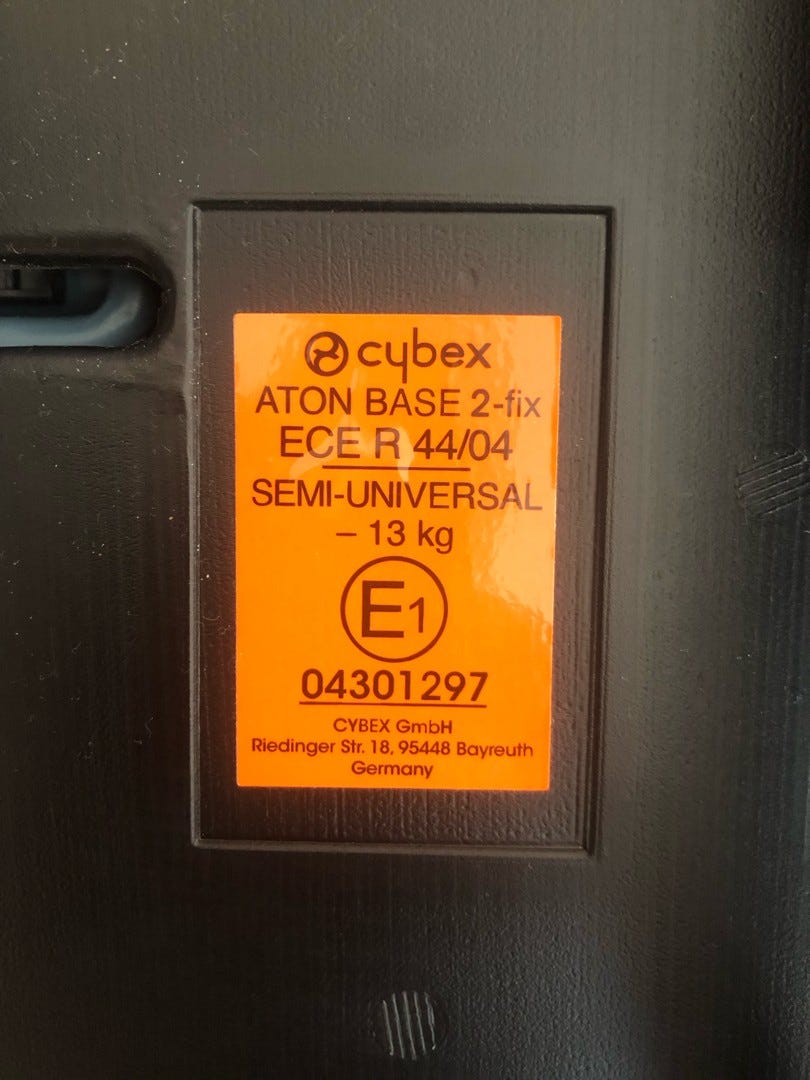 cybex
ATON BASE 2-fix
ECE R 44/04
SEMI-UNIVERSAL
– 13 kg
E1
04301297
CYBEX GmbH
Riedinger Str. 18, 95448 Bayreuth
Germany